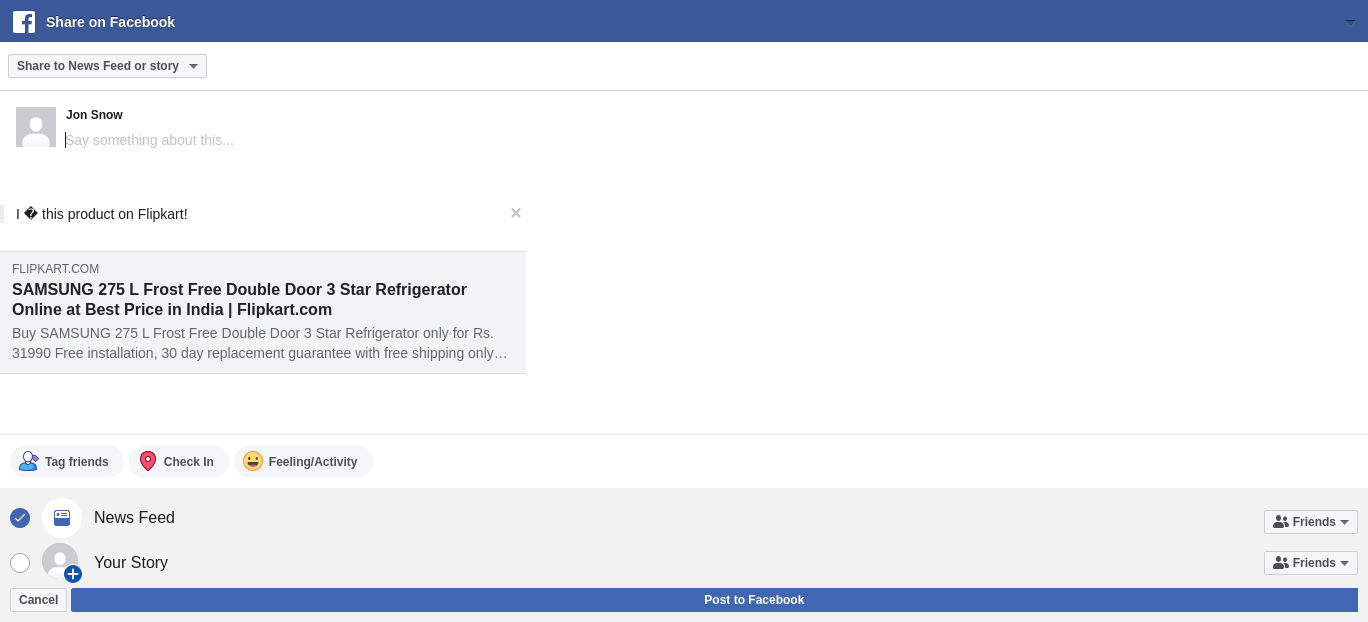 Share on Facebook
Share to News Feed or story
Jon Snow
Say something about this...
I � this product on Flipkart!
FLIPKART.COM
SAMSUNG 275 L Frost Free Double Door 3 Star Refrigerator
Online at Best Price in India | Flipkart.com
Buy SAMSUNG 275 L Frost Free Double Door 3 Star Refrigerator only for Rs.
31990 Free installation, 30 day replacement guarantee with free shipping only…
Tag friends
Check In
Feeling/Activity
News Feed
Friends
Your Story
Friends
Cancel
Post to Facebook